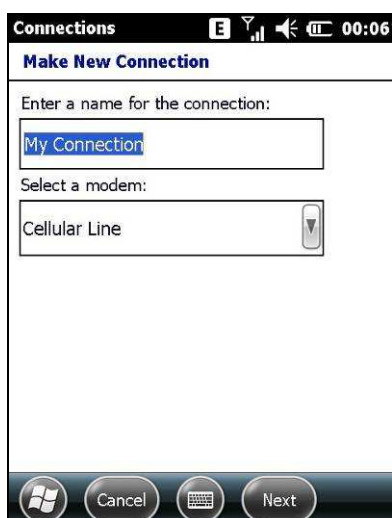 Connections E 00:06
Make New Connection
Enter a name for the connection:
My Connection
Select a modem:
Cellular Line
Cancel Next